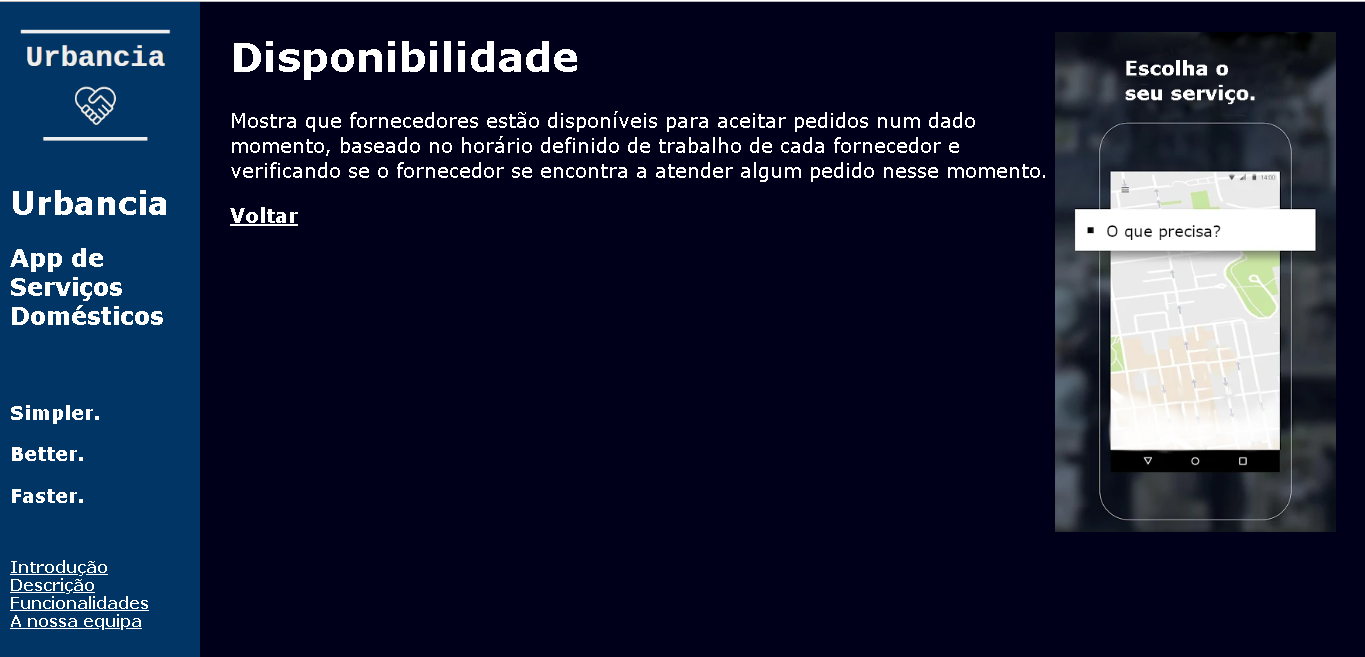 Urbancia
Urbancia
App de
Serviços
Domésticos
Simpler.
Better.
Faster.
Introdução
Descrição
Funcionalidades
A nossa equipa
Disponibilidade
Mostra que fornecedores estão disponíveis para aceitar pedidos num dado
momento, baseado no horário definido de trabalho de cada fornecedor e
verificando se o fornecedor se encontra a atender algum pedido nesse momento.
Voltar
Escolha o
seu serviço.
14:00
O que precisa?